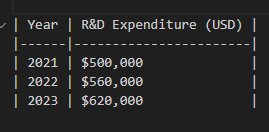 | Year | R&D Expenditure (USD) |
|------|-----------------------|
| 2021 | $500,000              |
| 2022 | $560,000              |
| 2023 | $620,000              |